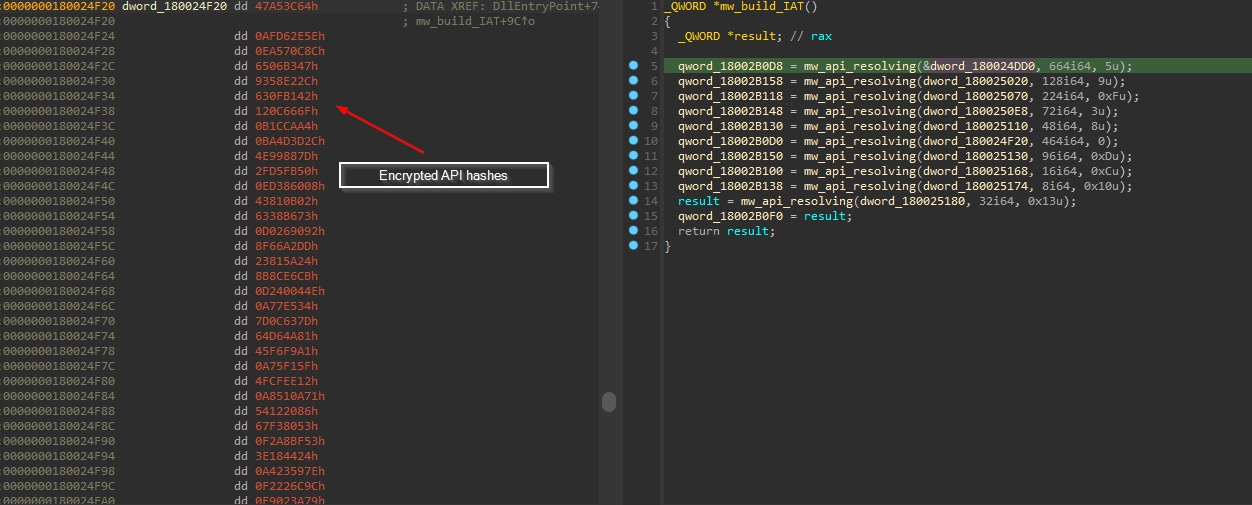 :0000000180024F20 dword_180024F20 dd 47A53C64h ; DATA XREF: DllEntryPoint+7
:0000000180024F20 ; mw_build_IAT+9C↑o
:0000000180024F24 dd 0AFD62E5Eh
:0000000180024F28 dd 0EA570C8Ch
:0000000180024F2C dd 6506B347h
:0000000180024F30 dd 9358E22Ch
:0000000180024F34 dd 630FB142h
:0000000180024F38 dd 120C666Fh
:0000000180024F3C dd 0B1CCAA4h
:0000000180024F40 dd 0BA4D3D2Ch
:0000000180024F44 dd 4E99887Dh
:0000000180024F48 dd 2FD5FB50h
:0000000180024F4C dd 0ED386008h
:0000000180024F50 dd 43810B02h
:0000000180024F54 dd 6338B673h
:0000000180024F58 dd 0D0269092h
:0000000180024F5C dd 8F66A2DDh
:0000000180024F60 dd 23815A24h
:0000000180024F64 dd 8B8CE6CBh
:0000000180024F68 dd 0D240044Eh
:0000000180024F6C dd 0A77E534h
:0000000180024F70 dd 7D0C637Dh
:0000000180024F74 dd 64D64A81h
:0000000180024F78 dd 45F6F9A1h
:0000000180024F7C dd 0A75F15Fh
:0000000180024F80 dd 4FCFEE12h
:0000000180024F84 dd 0A8510A71h
:0000000180024F88 dd 54122086h
:0000000180024F8C dd 67F38053h
:0000000180024F90 dd 0F2A8BF53h
:0000000180024F94 dd 3E184424h
:0000000180024F98 dd 0A423597Eh
:0000000180024F9C dd 0F2226C9Ch
:0000000180024FA0 dd 0E9023A79h
Encrypted API hashes
1 _QWORD *mw_build_IAT()
2 {
3 _QWORD *result; // rax
4
5 qword_18002B0D8 = mw_api_resolving(&dword_180024DD0, 664i64, 5u);
6 qword_18002B158 = mw_api_resolving(dword_180025020, 128i64, 9u);
7 qword_18002B118 = mw_api_resolving(dword_180025070, 224i64, 0xFu);
8 qword_18002B148 = mw_api_resolving(dword_1800250E8, 72i64, 3u);
9 qword_18002B130 = mw_api_resolving(dword_180025110, 48i64, 8u);
10 qword_18002B0D0 = mw_api_resolving(dword_180024F20, 464i64, 0);
11 qword_18002B150 = mw_api_resolving(dword_180025130, 96i64, 0xDu);
12 qword_18002B100 = mw_api_resolving(dword_180025168, 16i64, 0xCu);
13 qword_18002B138 = mw_api_resolving(dword_180025174, 8i64, 0x10u);
14 result = mw_api_resolving(dword_180025180, 32i64, 0x13u);
15 qword_18002B0F0 = result;
16 return result;
17 }